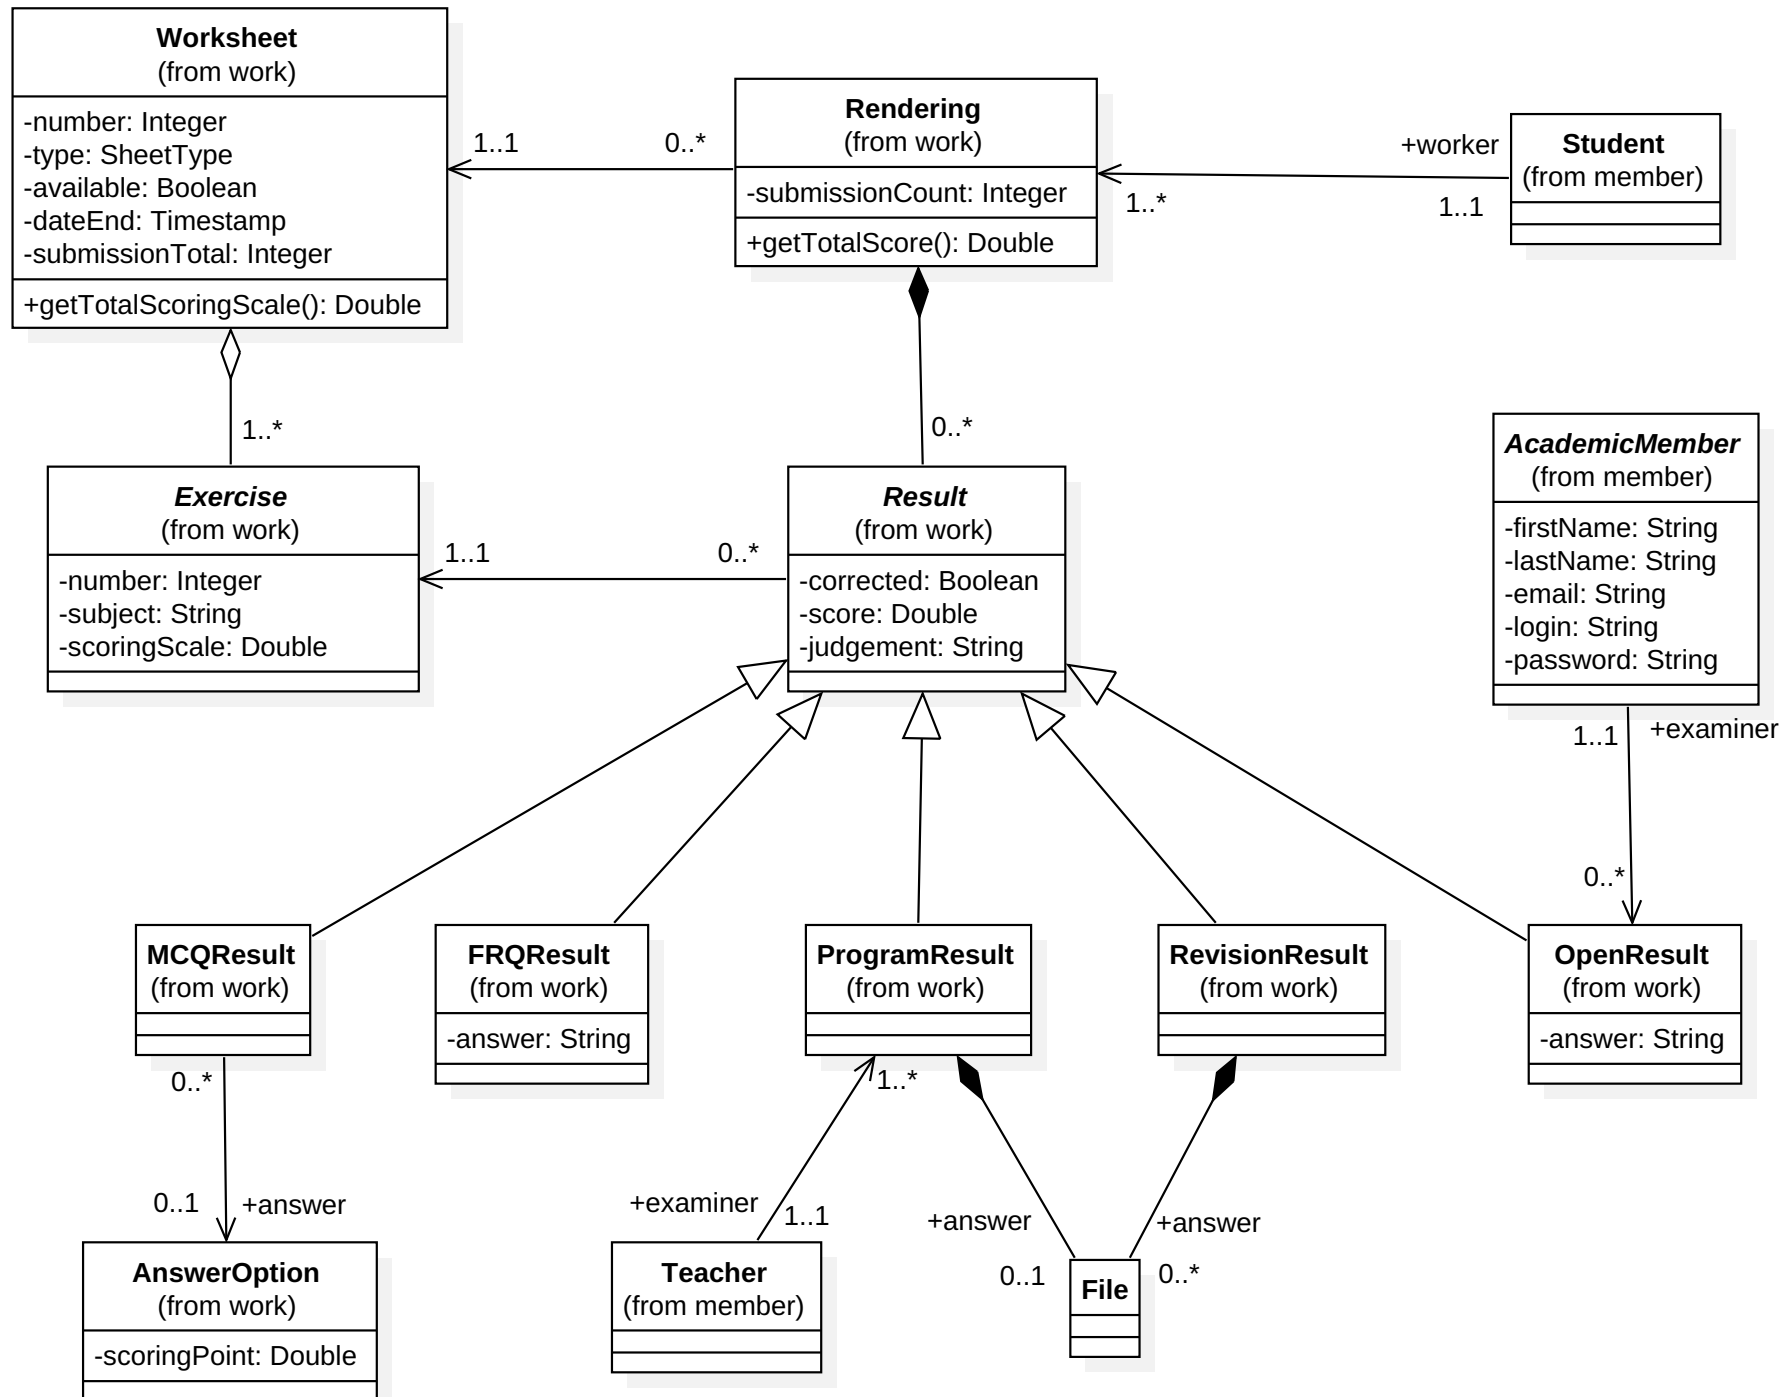 Worksheet
(from work)
-number: Integer
-type: SheetType
-available: Boolean
-dateEnd: Timestamp
-submissionTotal: Integer
+getTotalScoringScale(): Double
1..1
0..*
Rendering
(from work)
-submissionCount: Integer
+getTotalScore(): Double
+worker
1..*
1..1
Student
(from member)
1..*
0..*
Exercise
(from work)
-number: Integer
-subject: String
-scoringScale: Double
1..1
0..*
Result
(from work)
-corrected: Boolean
-score: Double
-judgement: String
AcademicMember
(from member)
-firstName: String
-lastName: String
-email: String
-login: String
-password: String
1..1
+examiner
0..*
MCQResult
(from work)
FRQResult
(from work)
-answer: String
ProgramResult
(from work)
RevisionResult
(from work)
OpenResult
(from work)
-answer: String
0..*
1..*
0..1
+answer
+examiner
1..1
+answer
+answer
0..1
0..*
AnswerOption
(from work)
-scoringPoint: Double
Teacher
(from member)
File